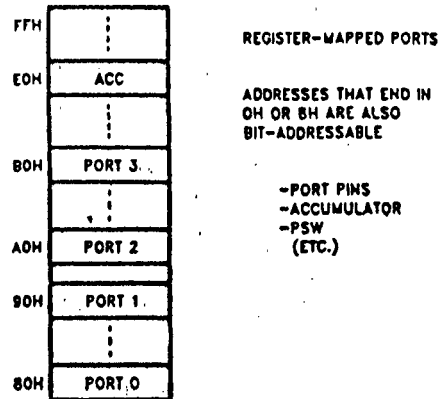 FFH
REGISTER-MAPPED PORTS
E0H ACC
ADDRESSES THAT END IN
0H OR 8H ARE ALSO
BIT-ADDRESSABLE
B0H PORT 3
-PORT PINS
-ACCUMULATOR
-PSW
(ETC.)
A0H PORT 2
90H PORT 1
80H PORT 0